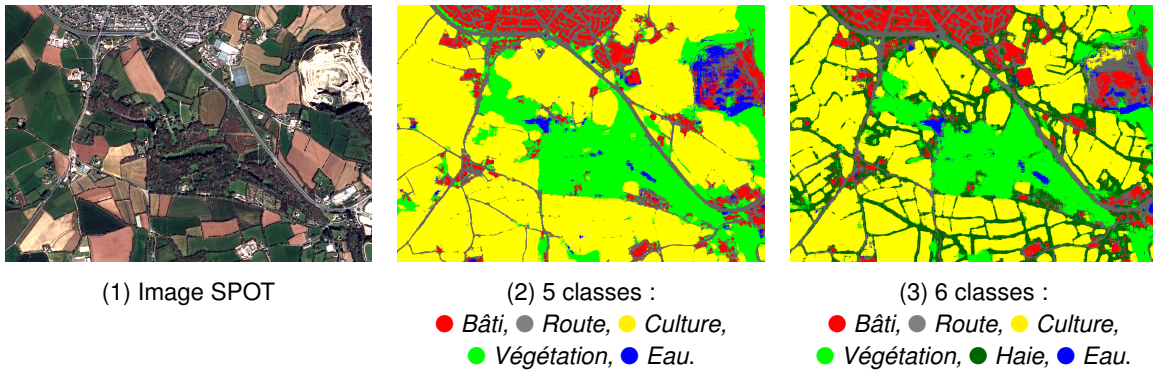 (1) Image SPOT
(2) 5 classes :
Bâti, Route, Culture,
Végétation, Eau.
(3) 6 classes :
Bâti, Route, Culture,
Végétation, Haie, Eau.